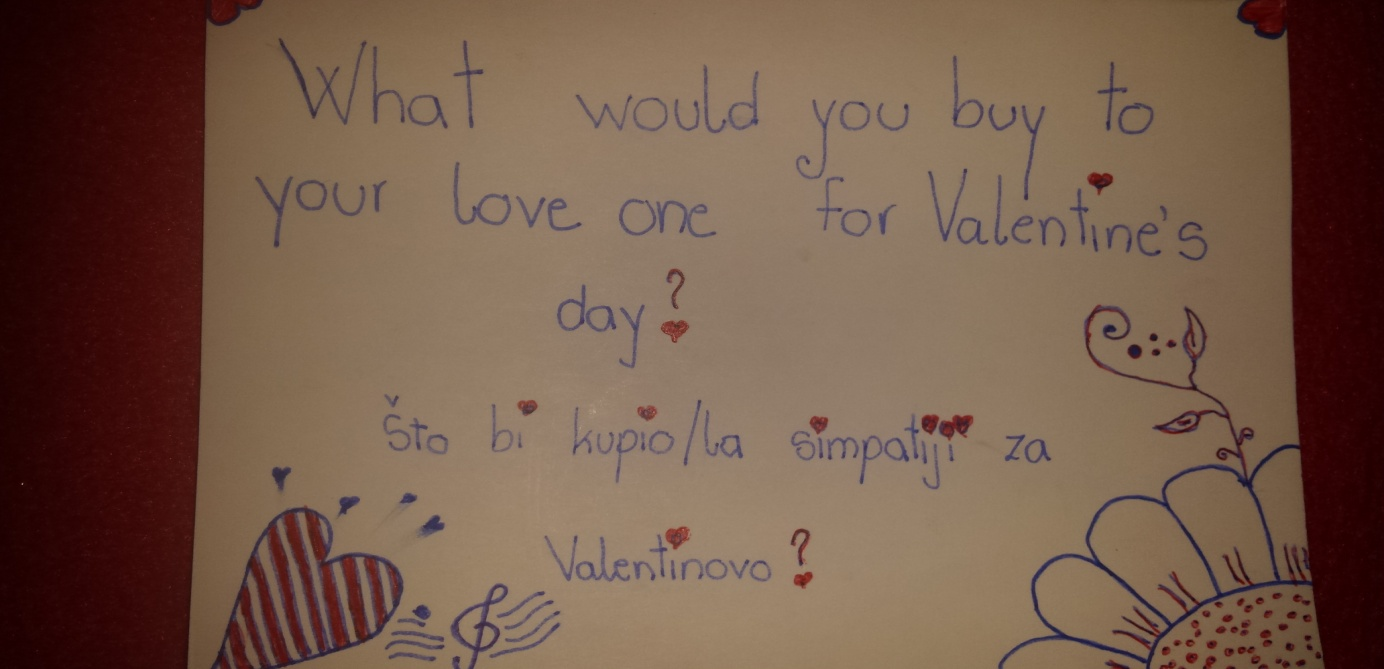 What would you buy to
your love one for Valentine's
day?
Što bi kupio/la simpatiji za
Valentinovo?